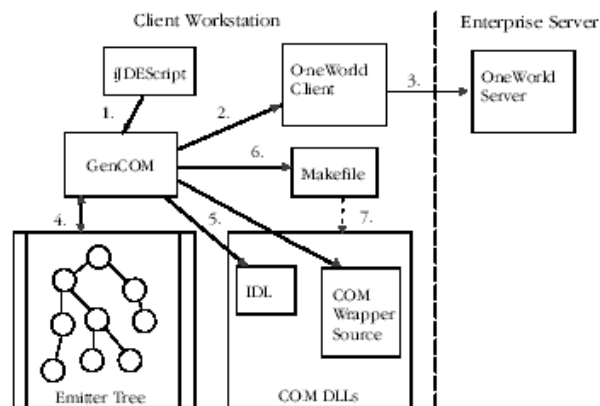 Client Workstation
Enterprise Server
iJDEScript
OneWorld
Client
3.
OneWorld
Server
1.
2.
GenCOM
6.
Makefile
4.
5.
7.
IDL
COM
Wrapper
Source
Emitter Tree
COM DLLs